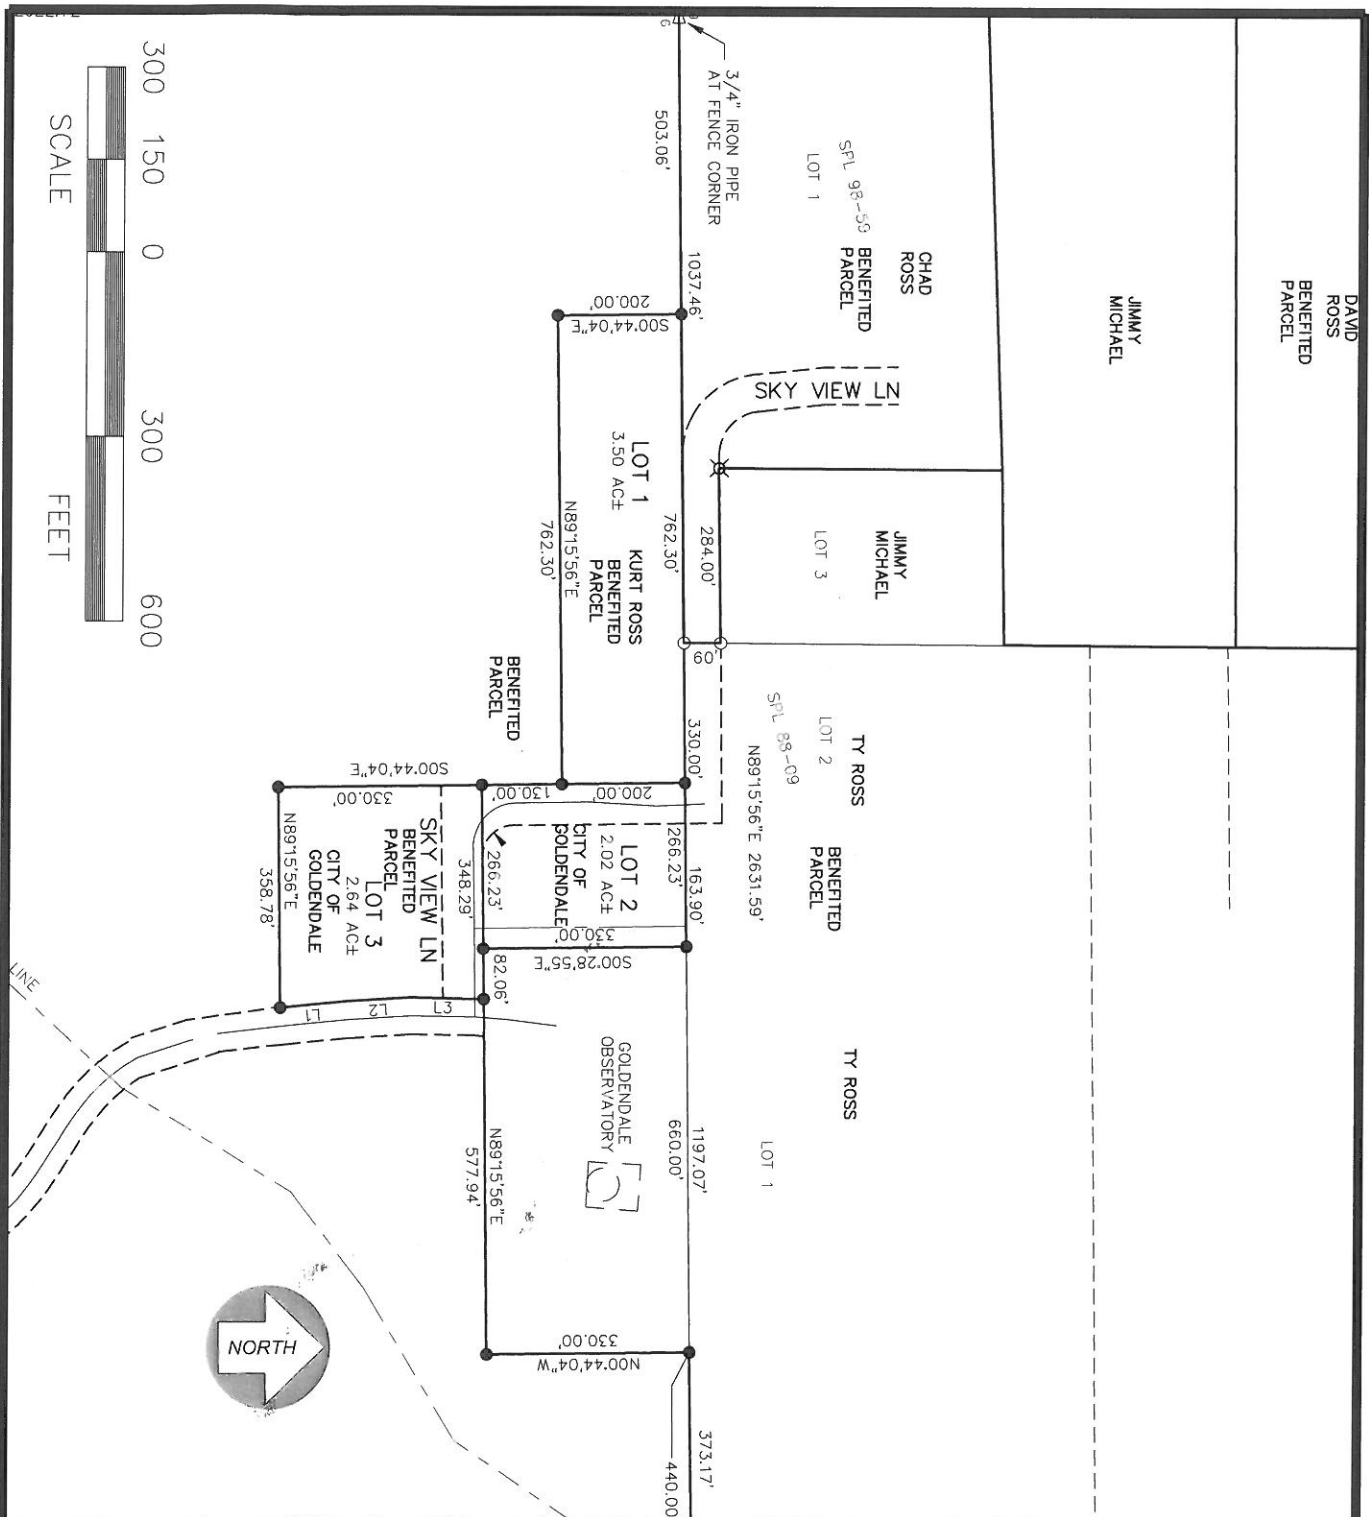 DAVID
ROSS
BENEFITED
PARCEL
JIMMY
MICHAEL
CHAD
ROSS
BENEFITED
PARCEL
SPL 98-59
LOT 1
3/4" IRON PIPE
AT FENCE CORNER
503.06'
1037.46'
S00°44'04"E
200.00'
SKY VIEW LN
JIMMY
MICHAEL
LOT 3
284.00'
762.30'
LOT 1
3.50 AC±
KURT ROSS
BENEFITED
PARCEL
N89°15'56"E
762.30'
60'
330.00'
TY ROSS
LOT 2
SPL 88-09
BENEFITED
PARCEL
N89°15'56"E 2631.59'
TY ROSS
LOT 1
BENEFITED
PARCEL
200.00'
130.00'
163.90'
266.23'
LOT 2
2.02 AC±
CITY OF
GOLDENDALE
330.00'
S00°28'55"E
266.23'
348.29'
82.06'
S00°44'04"E
330.00'
SKY VIEW LN
BENEFITED
PARCEL
LOT 3
2.64 AC±
CITY OF
GOLDENDALE
N89°15'56"E
358.78'
L1
L2
L3
LINE
GOLDENDALE
OBSERVATORY
1197.07'
660.00'
N89°15'56"E
577.94'
330.00'
N00°44'04"W
373.17'
440.00
NORTH
300 150 0 300 600
SCALE FEET